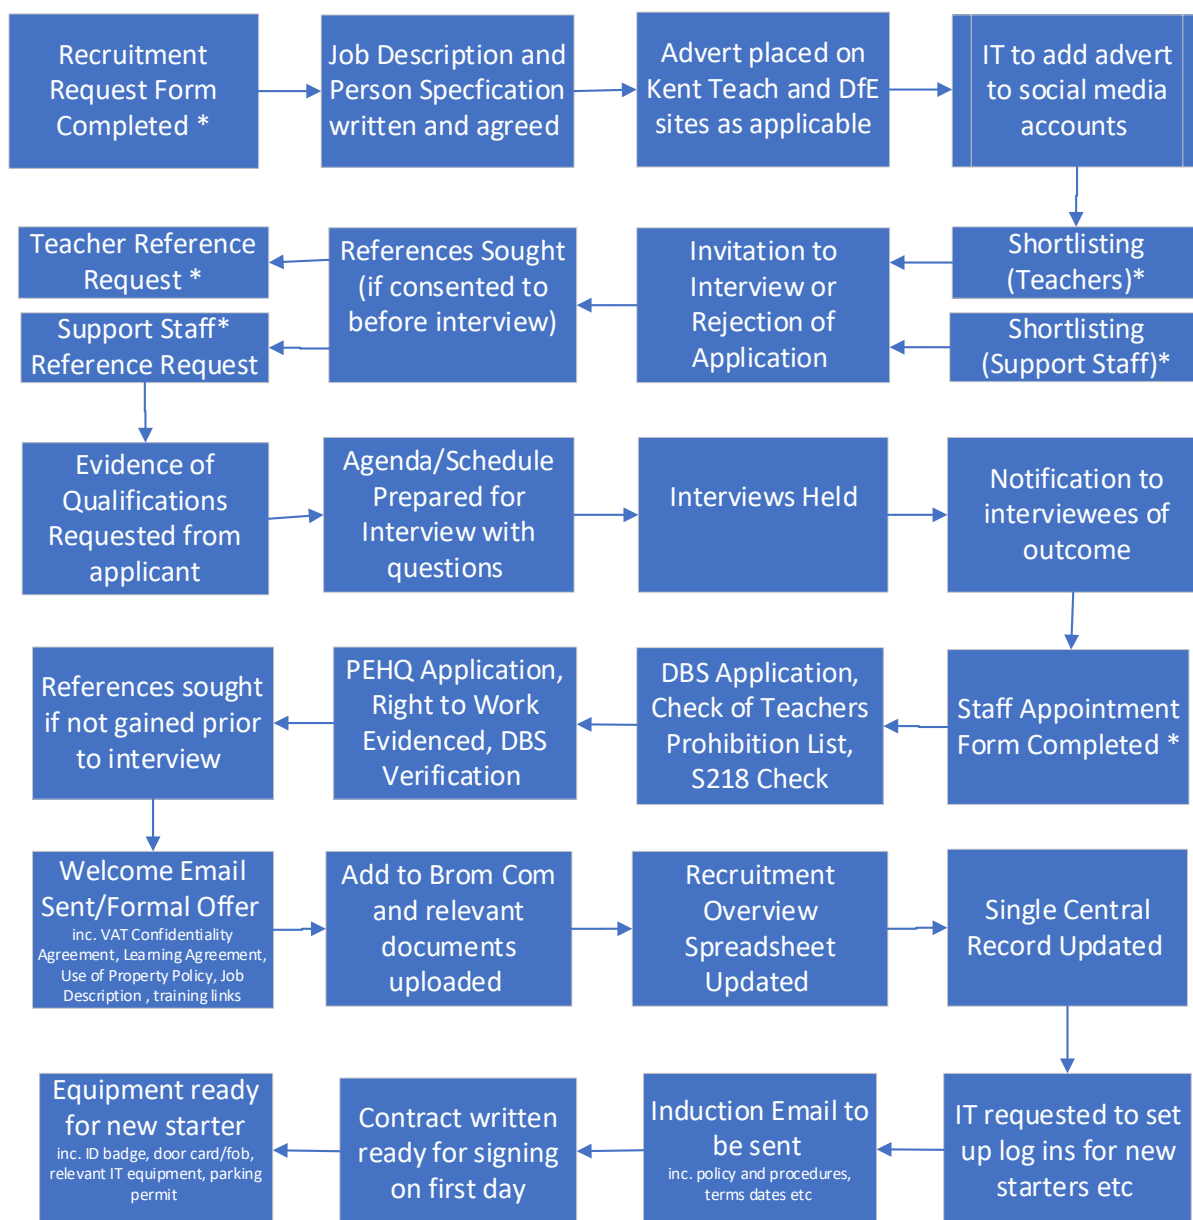 Recruitment
Request Form
Completed *
Job Description and
Person Specfication
written and agreed
Advert placed on
Kent Teach and DfE
sites as applicable
IT to add advert
to social media
accounts
Shortlisting
(Teachers)*
Shortlisting
(Support Staff)*
Invitation to
Interview or
Rejection of
Application
References Sought
(if consented to
before interview)
Teacher Reference
Request *
Support Staff*
Reference Request
Evidence of
Qualifications
Requested from
applicant
Agenda/Schedule
Prepared for
Interview with
questions
Interviews Held
Notification to
interviewees of
outcome
Staff Appointment
Form Completed *
DBS Application,
Check of Teachers
Prohibition List,
S218 Check
PEHQ Application,
Right to Work
Evidenced, DBS
Verification
References sought
if not gained prior
to interview
Welcome Email
Sent/Formal Offer
inc. VAT Confidentiality
Agreement, Learning Agreement,
Use of Property Policy, Job
Description , training links
Add to Brom Com
and relevant
documents
uploaded
Recruitment
Overview
Spreadsheet
Updated
Single Central
Record Updated
IT requested to set
up log ins for new
starters etc
Induction Email to
be sent
inc. policy and procedures,
terms dates etc
Contract written
ready for signing
on first day
Equipment ready
for new starter
inc. ID badge, door card/fob,
relevant IT equipment, parking
permit